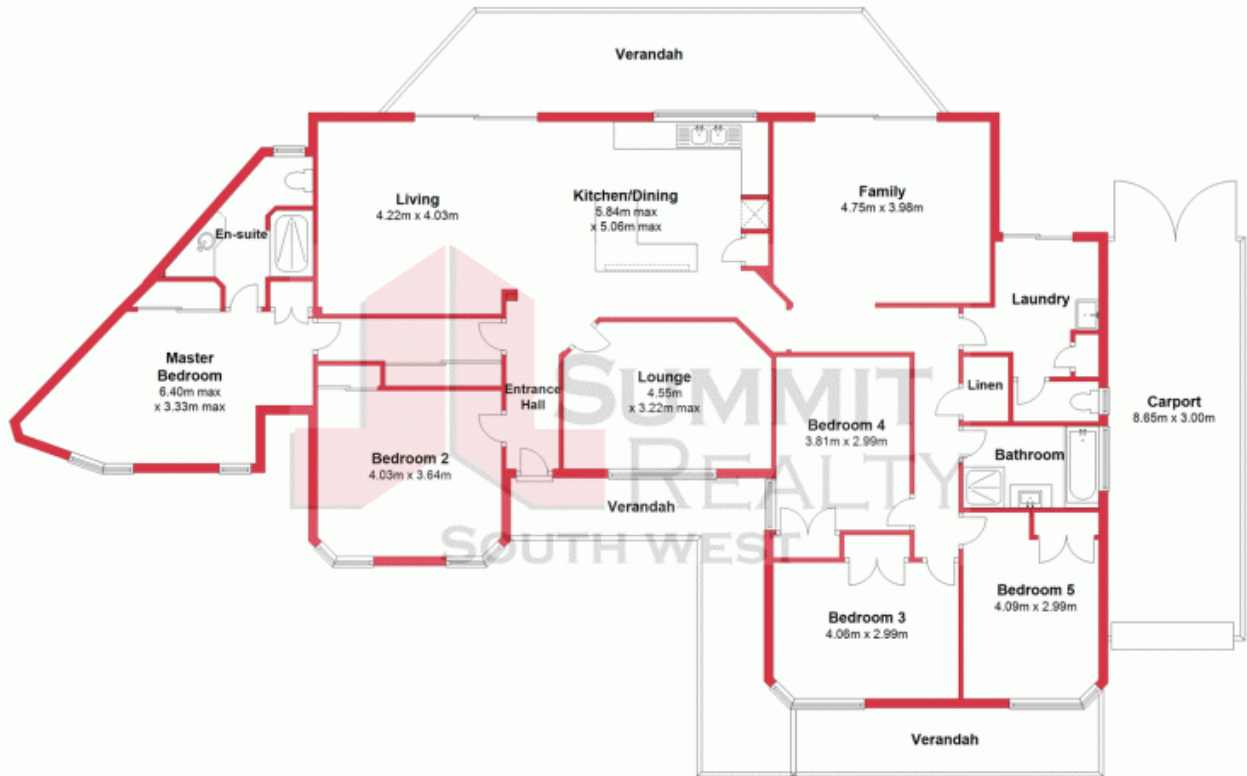 Verandah
Living
4.22m x 4.03m
Kitchen/Dining
5.84m max
x 5.06m max
Family
4.75m x 3.98m
En-suite
Laundry
Master
Bedroom
6.40m max
x 3.33m max
Entrance
Hall
Lounge
4.55m
x 3.22m max
Linen
Carport
8.65m x 3.00m
Bedroom 4
3.81m x 2.99m
Bedroom 2
4.03m x 3.64m
Bathroom
Verandah
SUMMIT
REALTY
SOUTH WEST
Bedroom 3
4.06m x 2.99m
Bedroom 5
4.09m x 2.99m
Verandah